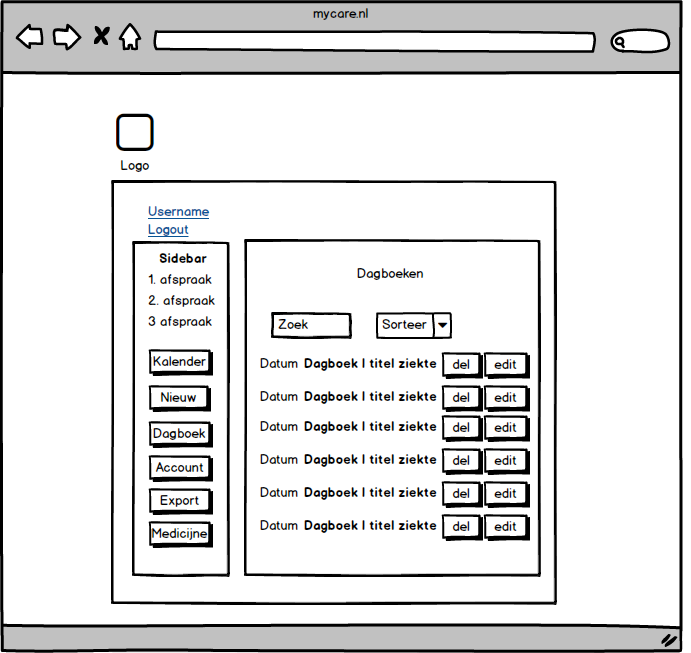 mycare.nl
Logo
Username
Logout
Sidebar
1. afspraak
2. afspraak
3 afspraak
Kalender
Nieuw
Dagboek
Account
Export
Medicijne
Dagboeken
Zoek
Sorteer
Datum Dagboek | titel ziekte del edit
Datum Dagboek | titel ziekte del edit
Datum Dagboek | titel ziekte del edit
Datum Dagboek | titel ziekte del edit
Datum Dagboek | titel ziekte del edit
Datum Dagboek | titel ziekte del edit